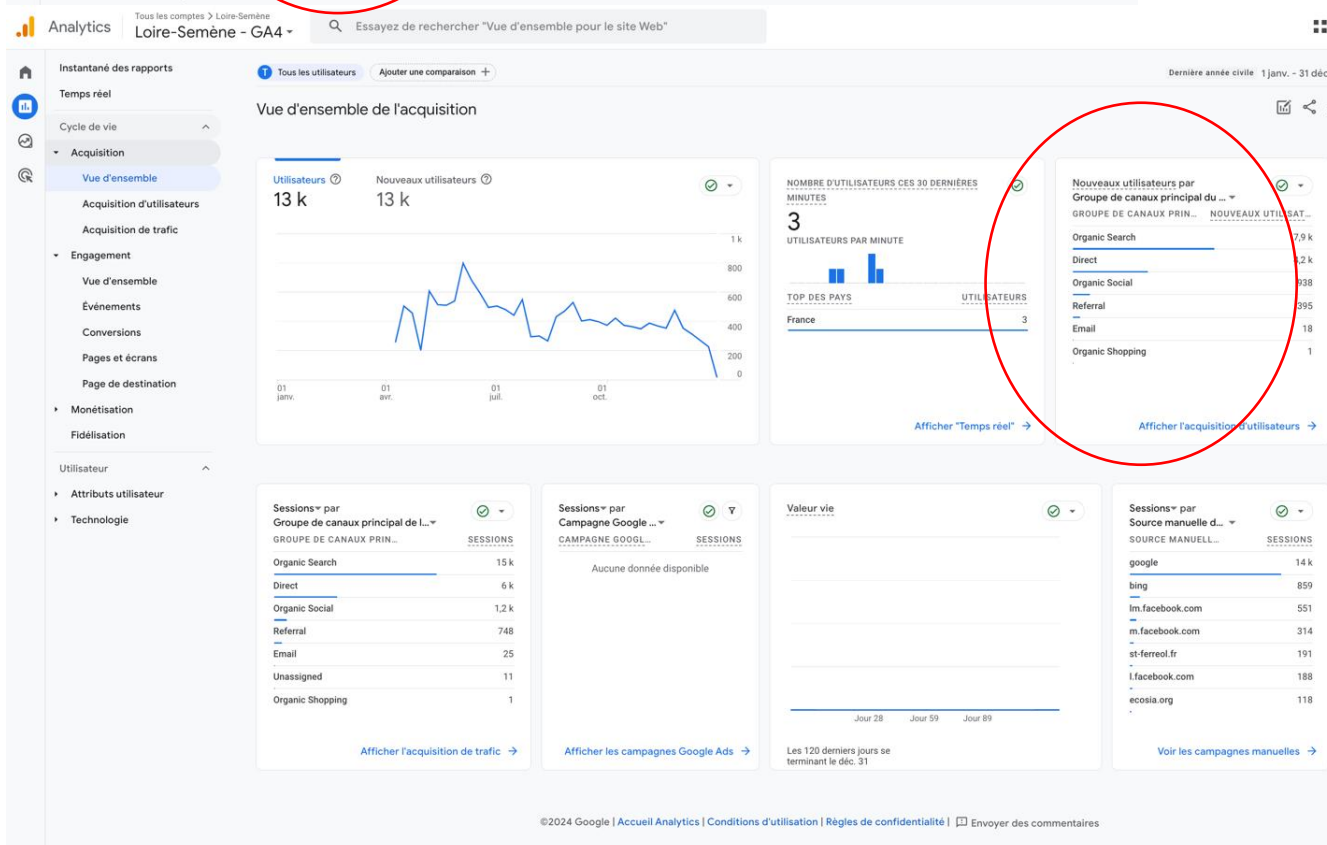 Analytics
Tous les comptes > Loire-Semène
Loire-Semène - GA4
Essayez de rechercher "Vue d'ensemble pour le site Web"
Instantané des rapports
Temps réel
Cycle de vie
Acquisition
Vue d'ensemble
Acquisition d'utilisateurs
Acquisition de trafic
Engagement
Vue d'ensemble
Événements
Conversions
Pages et écrans
Page de destination
Monétisation
Fidélisation
Utilisateur
Attributs utilisateur
Technologie
T Tous les utilisateurs
Ajouter une comparaison +
Dernière année civile 1 janv. - 31 déc
Vue d'ensemble de l'acquisition
Utilisateurs
13 k
Nouveaux utilisateurs
13 k
1 k
800
600
400
200
0
01
janv.
01
avr.
01
juil.
01
oct.
NOMBRE D'UTILISATEURS CES 30 DERNIÈRES
MINUTES
3
UTILISATEURS PAR MINUTE
TOP DES PAYS UTILISATEURS
France 3
Afficher "Temps réel" →
Nouveaux utilisateurs par
Groupe de canaux principal du ...
GROUPE DE CANAUX PRIN... NOUVEAUX UTILISAT...
Organic Search 7,9 k
Direct ,2 k
Organic Social 938
Referral 395
Email 18
Organic Shopping 1
Afficher l'acquisition d'utilisateurs →
Sessions par
Groupe de canaux principal de l...
GROUPE DE CANAUX PRIN... SESSIONS
Organic Search 15 k
Direct 6 k
Organic Social 1,2 k
Referral 748
Email 25
Unassigned 11
Organic Shopping 1
Afficher l'acquisition de trafic →
Sessions par
Campagne Google ...
CAMPAGNE GOOGL... SESSIONS
Aucune donnée disponible
Afficher les campagnes Google Ads →
Valeur vie
Jour 28 Jour 59 Jour 89
Les 120 derniers jours se
terminant le déc. 31
Sessions par
Source manuelle d...
SOURCE MANUELL... SESSIONS
google 14 k
bing 859
lm.facebook.com 551
m.facebook.com 314
st-ferreol.fr 191
l.facebook.com 188
ecosia.org 118
Voir les campagnes manuelles →
©2024 Google | Accueil Analytics | Conditions d'utilisation | Règles de confidentialité | Envoyer des commentaires